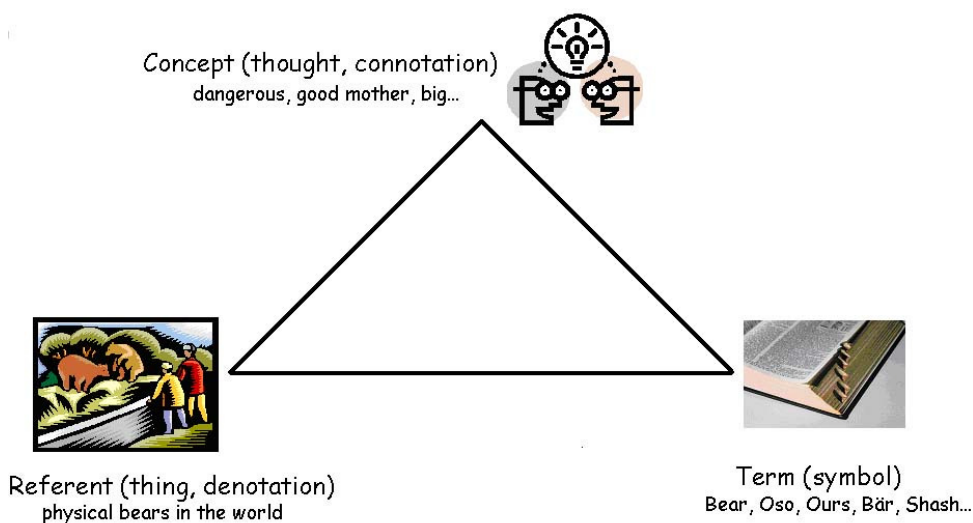 Concept (thought, connotation)
dangerous, good mother, big...
Referent (thing, denotation)
physical bears in the world
Term (symbol)
Bear, Oso, Ours, Bär, Shash...